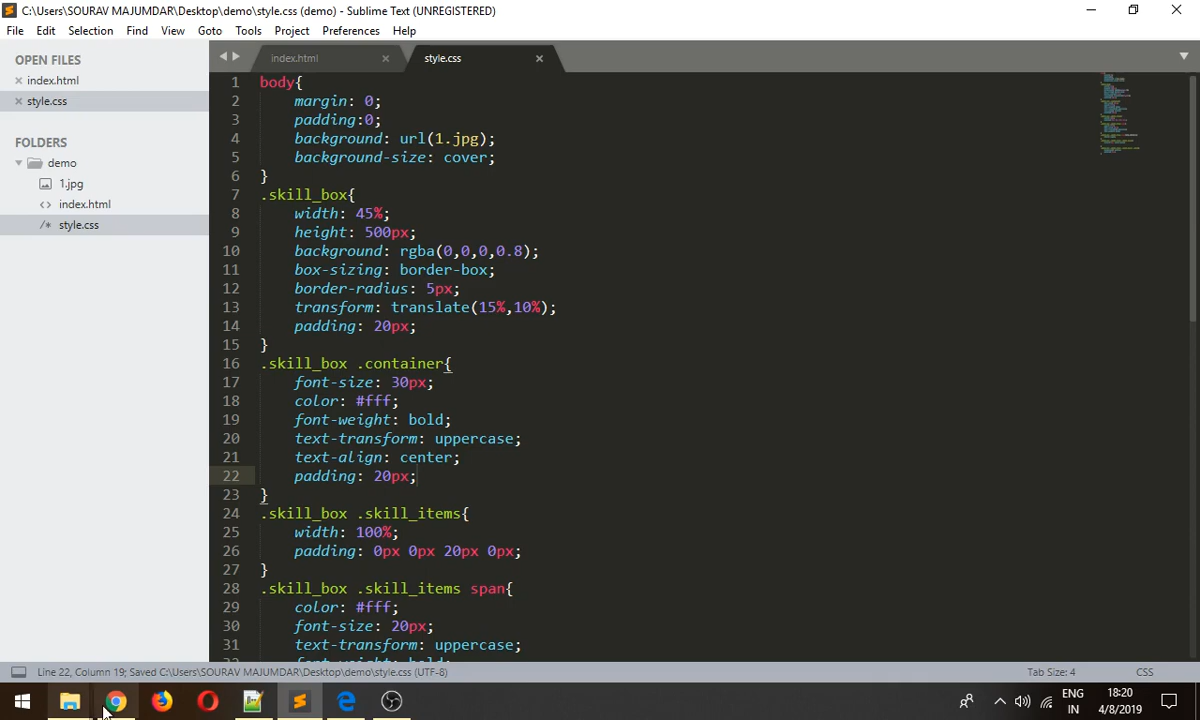 C:\Users\SOURAV MAJUMDAR\Desktop\demo\style.css (demo) - Sublime Text (UNREGISTERED)
File Edit Selection Find View Goto Tools Project Preferences Help
OPEN FILES
index.html
style.css
FOLDERS
demo
1.jpg
index.html
style.css
index.html style.css
1 body{
2 margin: 0;
3 padding:0;
4 background: url(1.jpg);
5 background-size: cover;
6 }
7 .skill_box{
8 width: 45%;
9 height: 500px;
10 background: rgba(0,0,0,0.8);
11 box-sizing: border-box;
12 border-radius: 5px;
13 transform: translate(15%,10%);
14 padding: 20px;
15 }
16 .skill_box .container{
17 font-size: 30px;
18 color: #fff;
19 font-weight: bold;
20 text-transform: uppercase;
21 text-align: center;
22 padding: 20px;
23 }
24 .skill_box .skill_items{
25 width: 100%;
26 padding: 0px 0px 20px 0px;
27 }
28 .skill_box .skill_items span{
29 color: #fff;
30 font-size: 20px;
31 text-transform: uppercase;
Line 22, Column 19; Saved C:\Users\SOURAV MAJUMDAR\Desktop\demo\style.css (UTF-8) Tab Size: 4 CSS
ENG
IN
18:20
4/8/2019